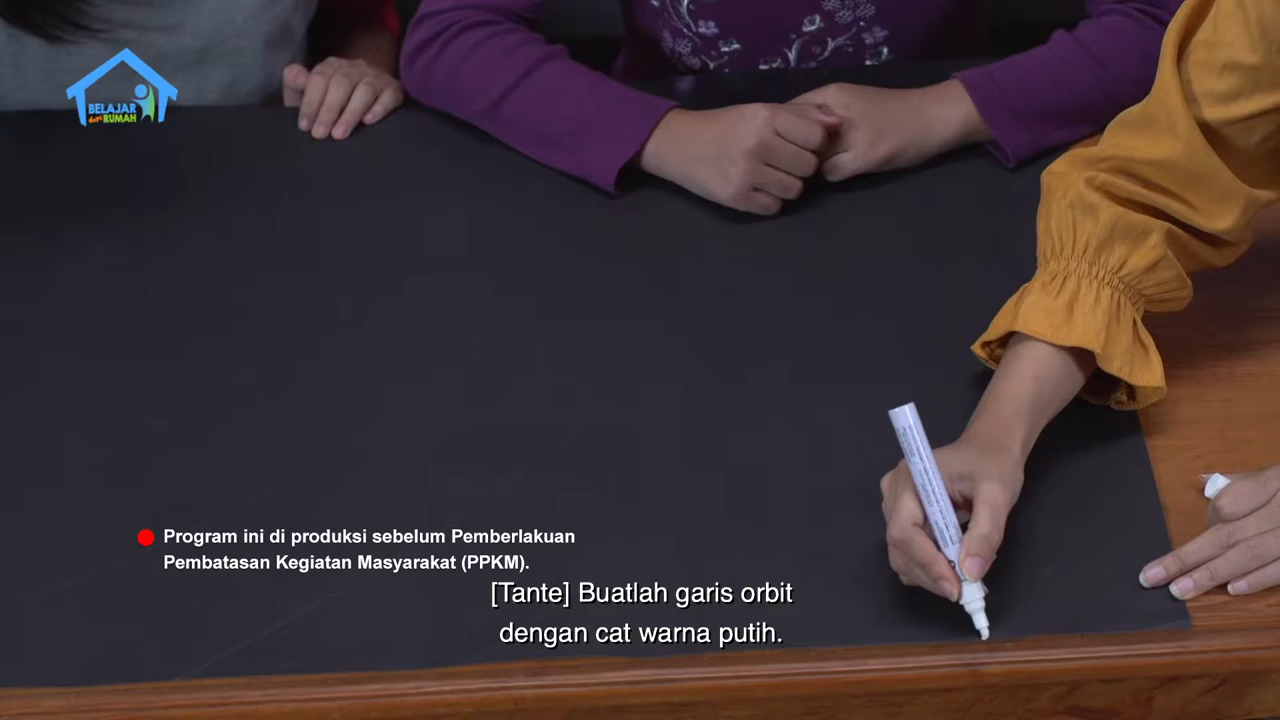 BELAJAR
dari RUMAH
Program ini di produksi sebelum Pemberlakuan
Pembatasan Kegiatan Masyarakat (PPKM).
[Tante] Buatlah garis orbit
dengan cat warna putih.